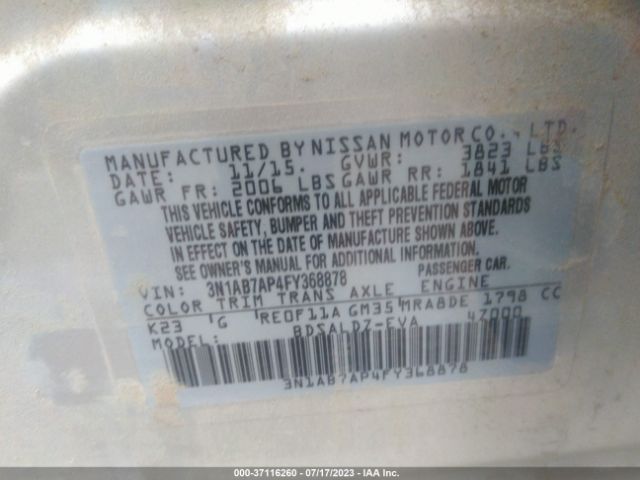 MANUFACTURED BY NISSAN MOTOR CO., LTD.
DATE: 11/15. GVWR: 3823 LBS
GAWR FR: 2006 LBS GAWR RR: 1841 LBS
THIS VEHICLE CONFORMS TO ALL APPLICABLE FEDERAL MOTOR
VEHICLE SAFETY, BUMPER AND THEFT PREVENTION STANDARDS
IN EFFECT ON THE DATE OF MANUFACTURE SHOWN ABOVE.
SEE OWNER'S MANUAL FOR ADDITIONAL INFORMATION.
VIN: 3N1AB7AP4FY368878 PASSENGER CAR.
COLOR TRIM TRANS AXLE ENGINE
K23 'G 'RE0F11A GM35'MRA8DE 1798 CC
MODEL: BDSALDZ-EVA 47000
3N1AB7AP4FY368878
000-37116260 - 07/17/2023 - IAA Inc.